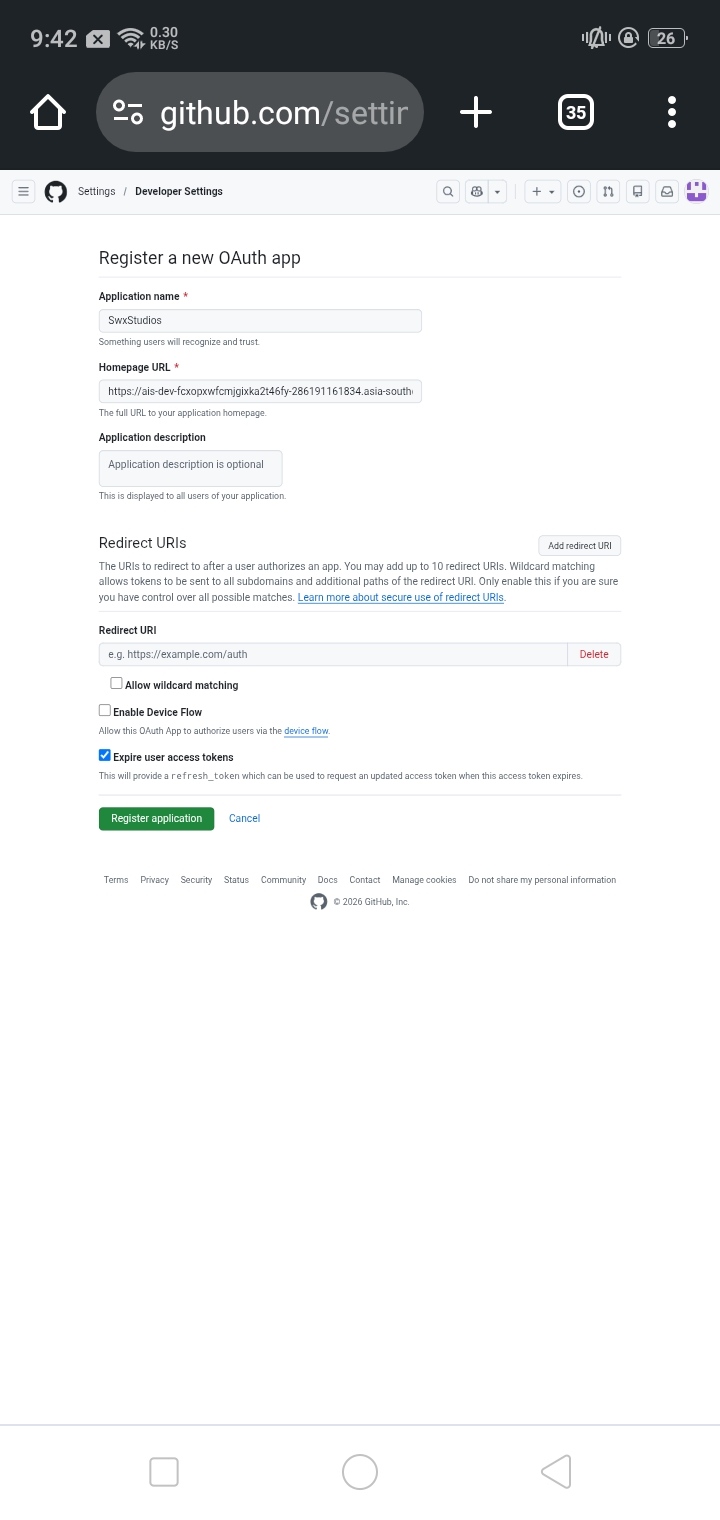 9:42
0.30
KB/S
26
github.com/settin
35
Settings / Developer Settings
Register a new OAuth app
Application name *
SwxStudios
Something users will recognize and trust.
Homepage URL *
https://ais-dev-fcxopxwfcmjgixka2t46fy-286191161834.asia-south
The full URL to your application homepage.
Application description
Application description is optional
This is displayed to all users of your application.
Redirect URIs
Add redirect URI
The URIs to redirect to after a user authorizes an app. You may add up to 10 redirect URIs. Wildcard matching
allows tokens to be sent to all subdomains and additional paths of the redirect URI. Only enable this if you are sure
you have control over all possible matches. Learn more about secure use of redirect URIs.
Redirect URI
e.g. https://example.com/auth
Delete
Allow wildcard matching
Enable Device Flow
Allow this OAuth App to authorize users via the device flow.
Expire user access tokens
This will provide a refresh_token which can be used to request an updated access token when this access token expires.
Register application
Cancel
Terms Privacy Security Status Community Docs Contact Manage cookies Do not share my personal information
© 2026 GitHub, Inc.